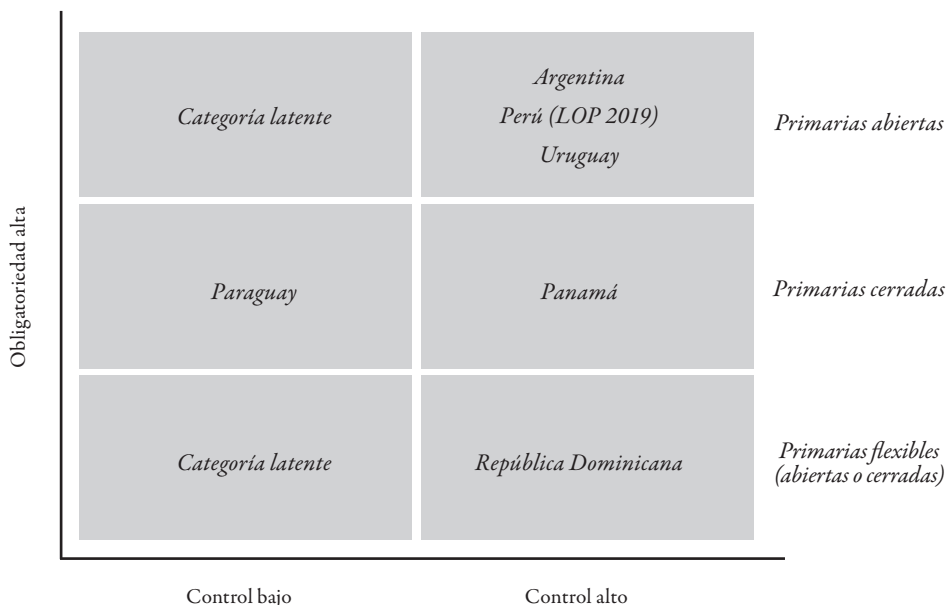 Obligatoriedad alta
Categoría latente
Argentina
Perú (LOP 2019)
Uruguay
Primarias abiertas
Paraguay
Panamá
Primarias cerradas
Categoría latente
República Dominicana
Primarias flexibles
(abiertas o cerradas)
Control bajo
Control alto